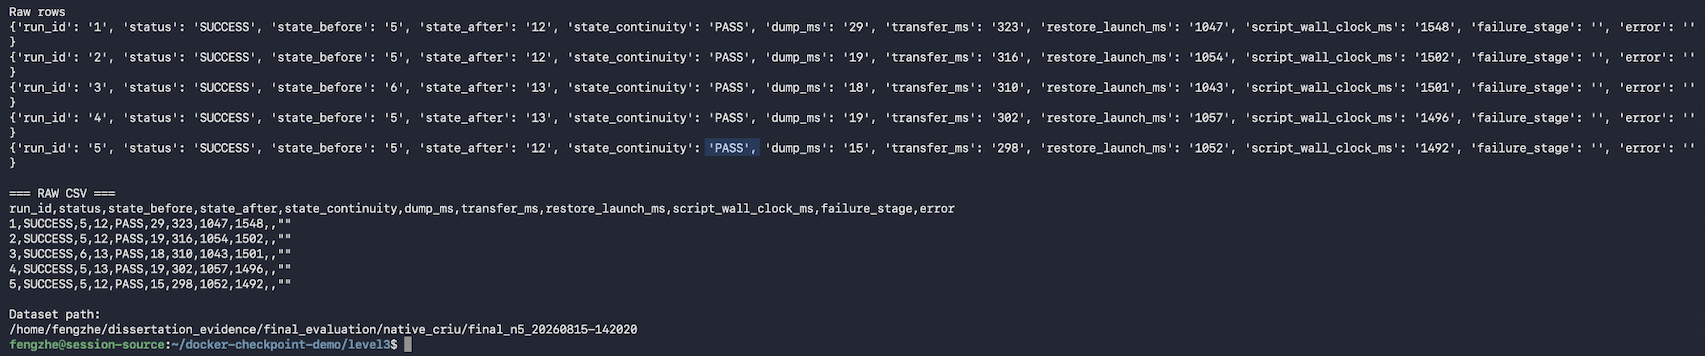 Raw rows
{'run_id': '1', 'status': 'SUCCESS', 'state_before': '5', 'state_after': '12', 'state_continuity': 'PASS', 'dump_ms': '29', 'transfer_ms': '323', 'restore_launch_ms': '1047', 'script_wall_clock_ms': '1548', 'failure_stage': '', 'error': ''
}
{'run_id': '2', 'status': 'SUCCESS', 'state_before': '5', 'state_after': '12', 'state_continuity': 'PASS', 'dump_ms': '19', 'transfer_ms': '316', 'restore_launch_ms': '1054', 'script_wall_clock_ms': '1502', 'failure_stage': '', 'error': ''
}
{'run_id': '3', 'status': 'SUCCESS', 'state_before': '6', 'state_after': '13', 'state_continuity': 'PASS', 'dump_ms': '18', 'transfer_ms': '310', 'restore_launch_ms': '1043', 'script_wall_clock_ms': '1501', 'failure_stage': '', 'error': ''
}
{'run_id': '4', 'status': 'SUCCESS', 'state_before': '5', 'state_after': '13', 'state_continuity': 'PASS', 'dump_ms': '19', 'transfer_ms': '302', 'restore_launch_ms': '1057', 'script_wall_clock_ms': '1496', 'failure_stage': '', 'error': ''
}
{'run_id': '5', 'status': 'SUCCESS', 'state_before': '5', 'state_after': '12', 'state_continuity': 'PASS', 'dump_ms': '15', 'transfer_ms': '298', 'restore_launch_ms': '1052', 'script_wall_clock_ms': '1492', 'failure_stage': '', 'error': ''
}

=== RAW CSV ===
run_id,status,state_before,state_after,state_continuity,dump_ms,transfer_ms,restore_launch_ms,script_wall_clock_ms,failure_stage,error
1,SUCCESS,5,12,PASS,29,323,1047,1548,,""
2,SUCCESS,5,12,PASS,19,316,1054,1502,,""
3,SUCCESS,6,13,PASS,18,310,1043,1501,,""
4,SUCCESS,5,13,PASS,19,302,1057,1496,,""
5,SUCCESS,5,12,PASS,15,298,1052,1492,,""

Dataset path:
/home/fengzhe/dissertation_evidence/final_evaluation/native_criu/final_n5_20260815-142020
fengzhe@session-source:~/docker-checkpoint-demo/level3$